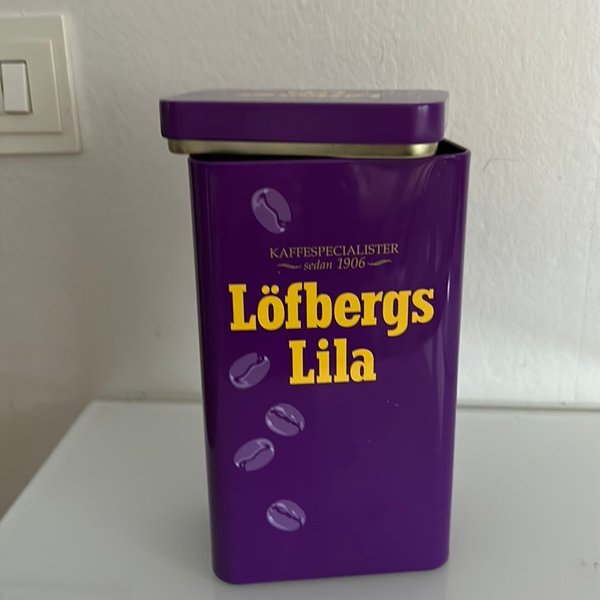 KAFFESPECIALISTER
sedan 1906
Löfbergs
Lila